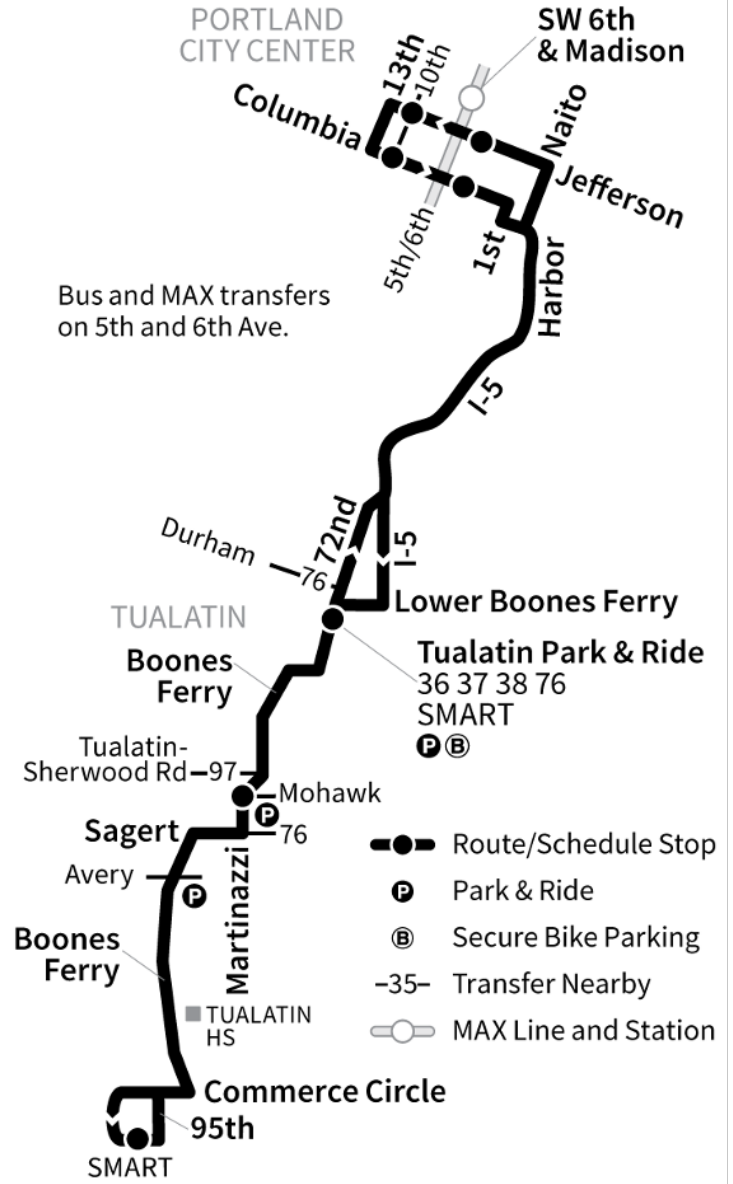 PORTLAND
CITY CENTER
SW 6th
& Madison
13th
10th
Columbia
Naito
Jefferson
5th/6th
1st
Harbor
Bus and MAX transfers
on 5th and 6th Ave.
I-5
72nd
Durham
76
I-5
Lower Boones Ferry
TUALATIN
Tualatin Park & Ride
36 37 38 76
SMART
P B
Boones
Ferry
Tualatin-
Sherwood Rd
97
Mohawk
P
Sagert
76
Martinazzi
Avery
P
Boones
Ferry
TUALATIN
HS
Commerce Circle
95th
SMART
Route/Schedule Stop
P Park & Ride
B Secure Bike Parking
–35– Transfer Nearby
MAX Line and Station